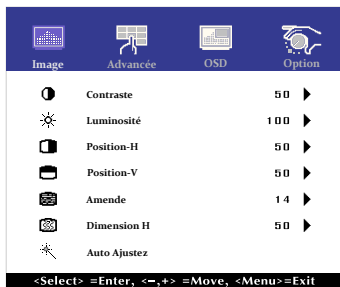 Image Advancée OSD Option
Contraste 50
Luminosité 100
Position-H 50
Position-V 50
Amende 14
Dimension H 50
Auto Ajustez
<Select> =Enter, <−,+> =Move, <Menu>=Exit